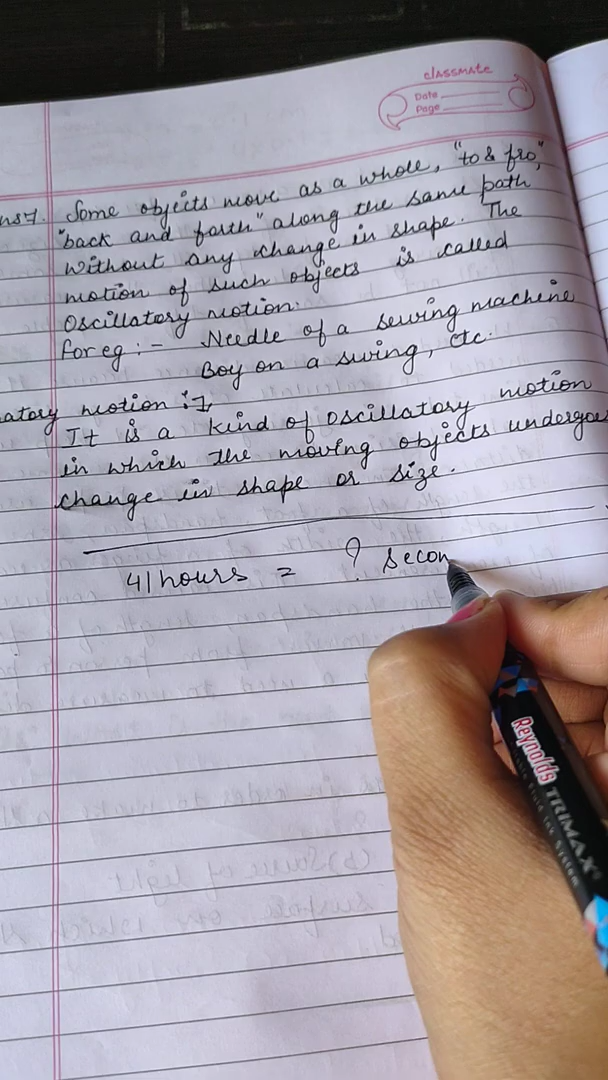 classmate
Date
Page
ns7. Some objects move as a whole, "to & fro,"
"back and forth" along the same path
without any change in shape. The
motion of such objects is called
Oscillatory motion.
for eg :- Needle of a sewing machine
Boy on a swing, etc.
atory motion :-
It is a kind of oscillatory motion
in which the moving objects undergoes
change in shape or size.
41 hours = ? secon
Reynolds TRIMAX